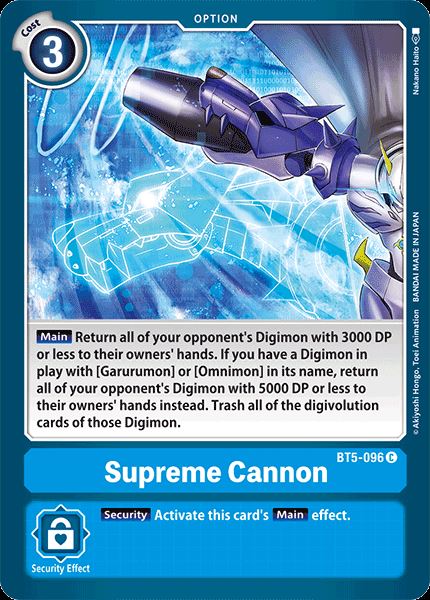 Cost
3
OPTION
Nakano Haito
©Akiyoshi Hongo, Toei Animation BANDAI MADE IN JAPAN
Main Return all of your opponent's Digimon with 3000 DP
or less to their owners' hands. If you have a Digimon in
play with [Garurumon] or [Omnimon] in its name, return
all of your opponent's Digimon with 5000 DP or less to
their owners' hands instead. Trash all of the digivolution
cards of those Digimon.
BT5-096 C
Supreme Cannon
Security Activate this card's Main effect.
Security Effect